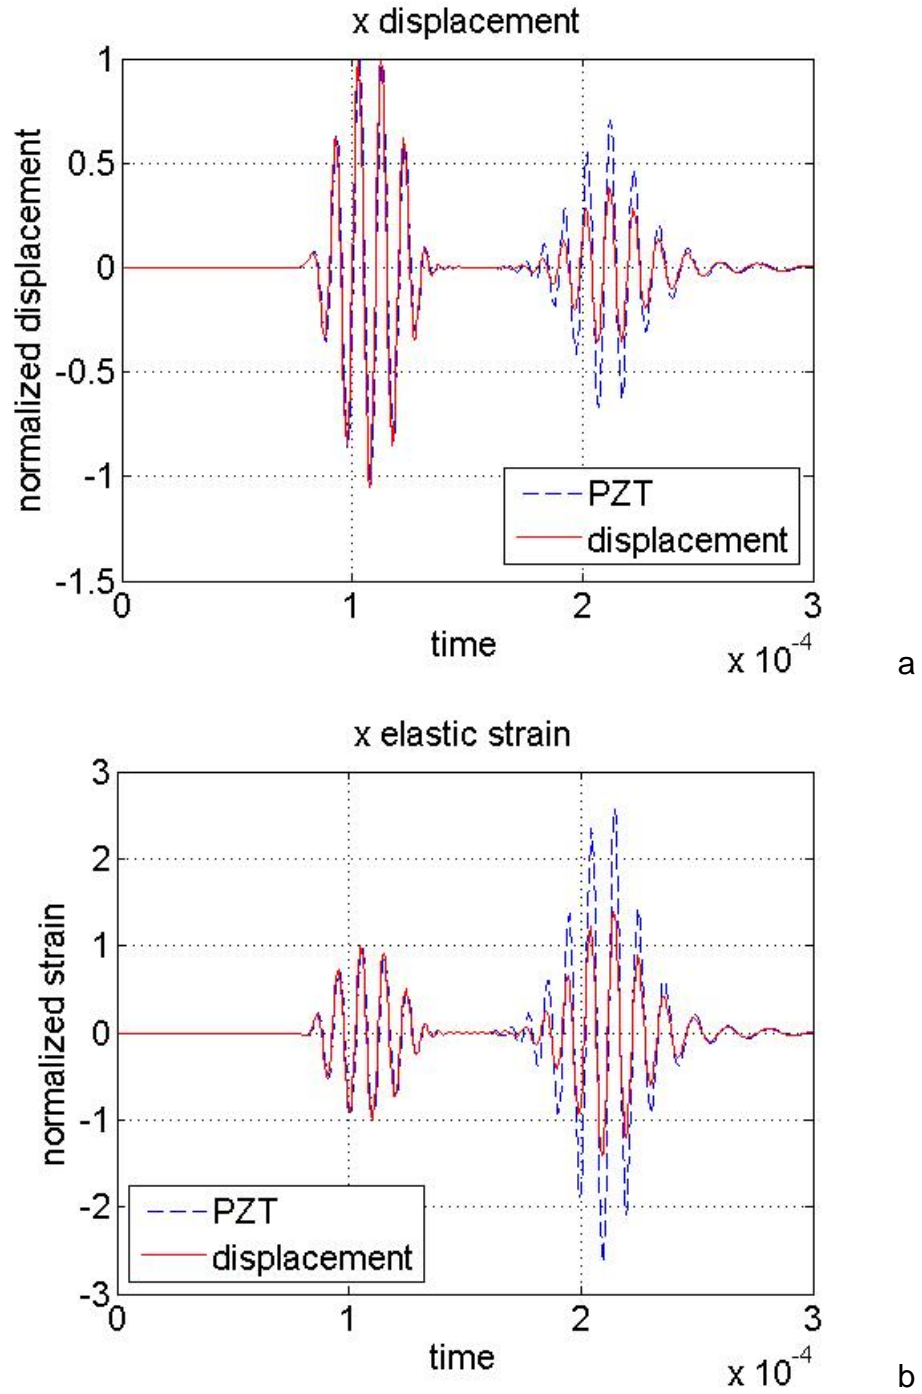 x displacement
1
0.5
0
-0.5
-1
-1.5
normalized displacement
PZT
displacement
0 1 2 3
time
x 10^-4
a
x elastic strain
3
2
1
0
-1
-2
-3
normalized strain
PZT
displacement
0 1 2 3
time
x 10^-4
b